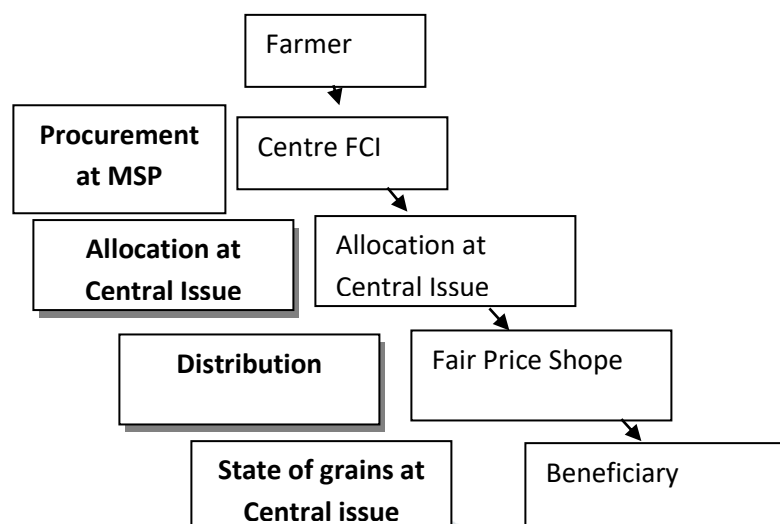 Farmer
Procurement
at MSP
Centre FCI
Allocation at
Central Issue
Allocation at
Central Issue
Distribution
Fair Price Shope
State of grains at
Central issue
Beneficiary